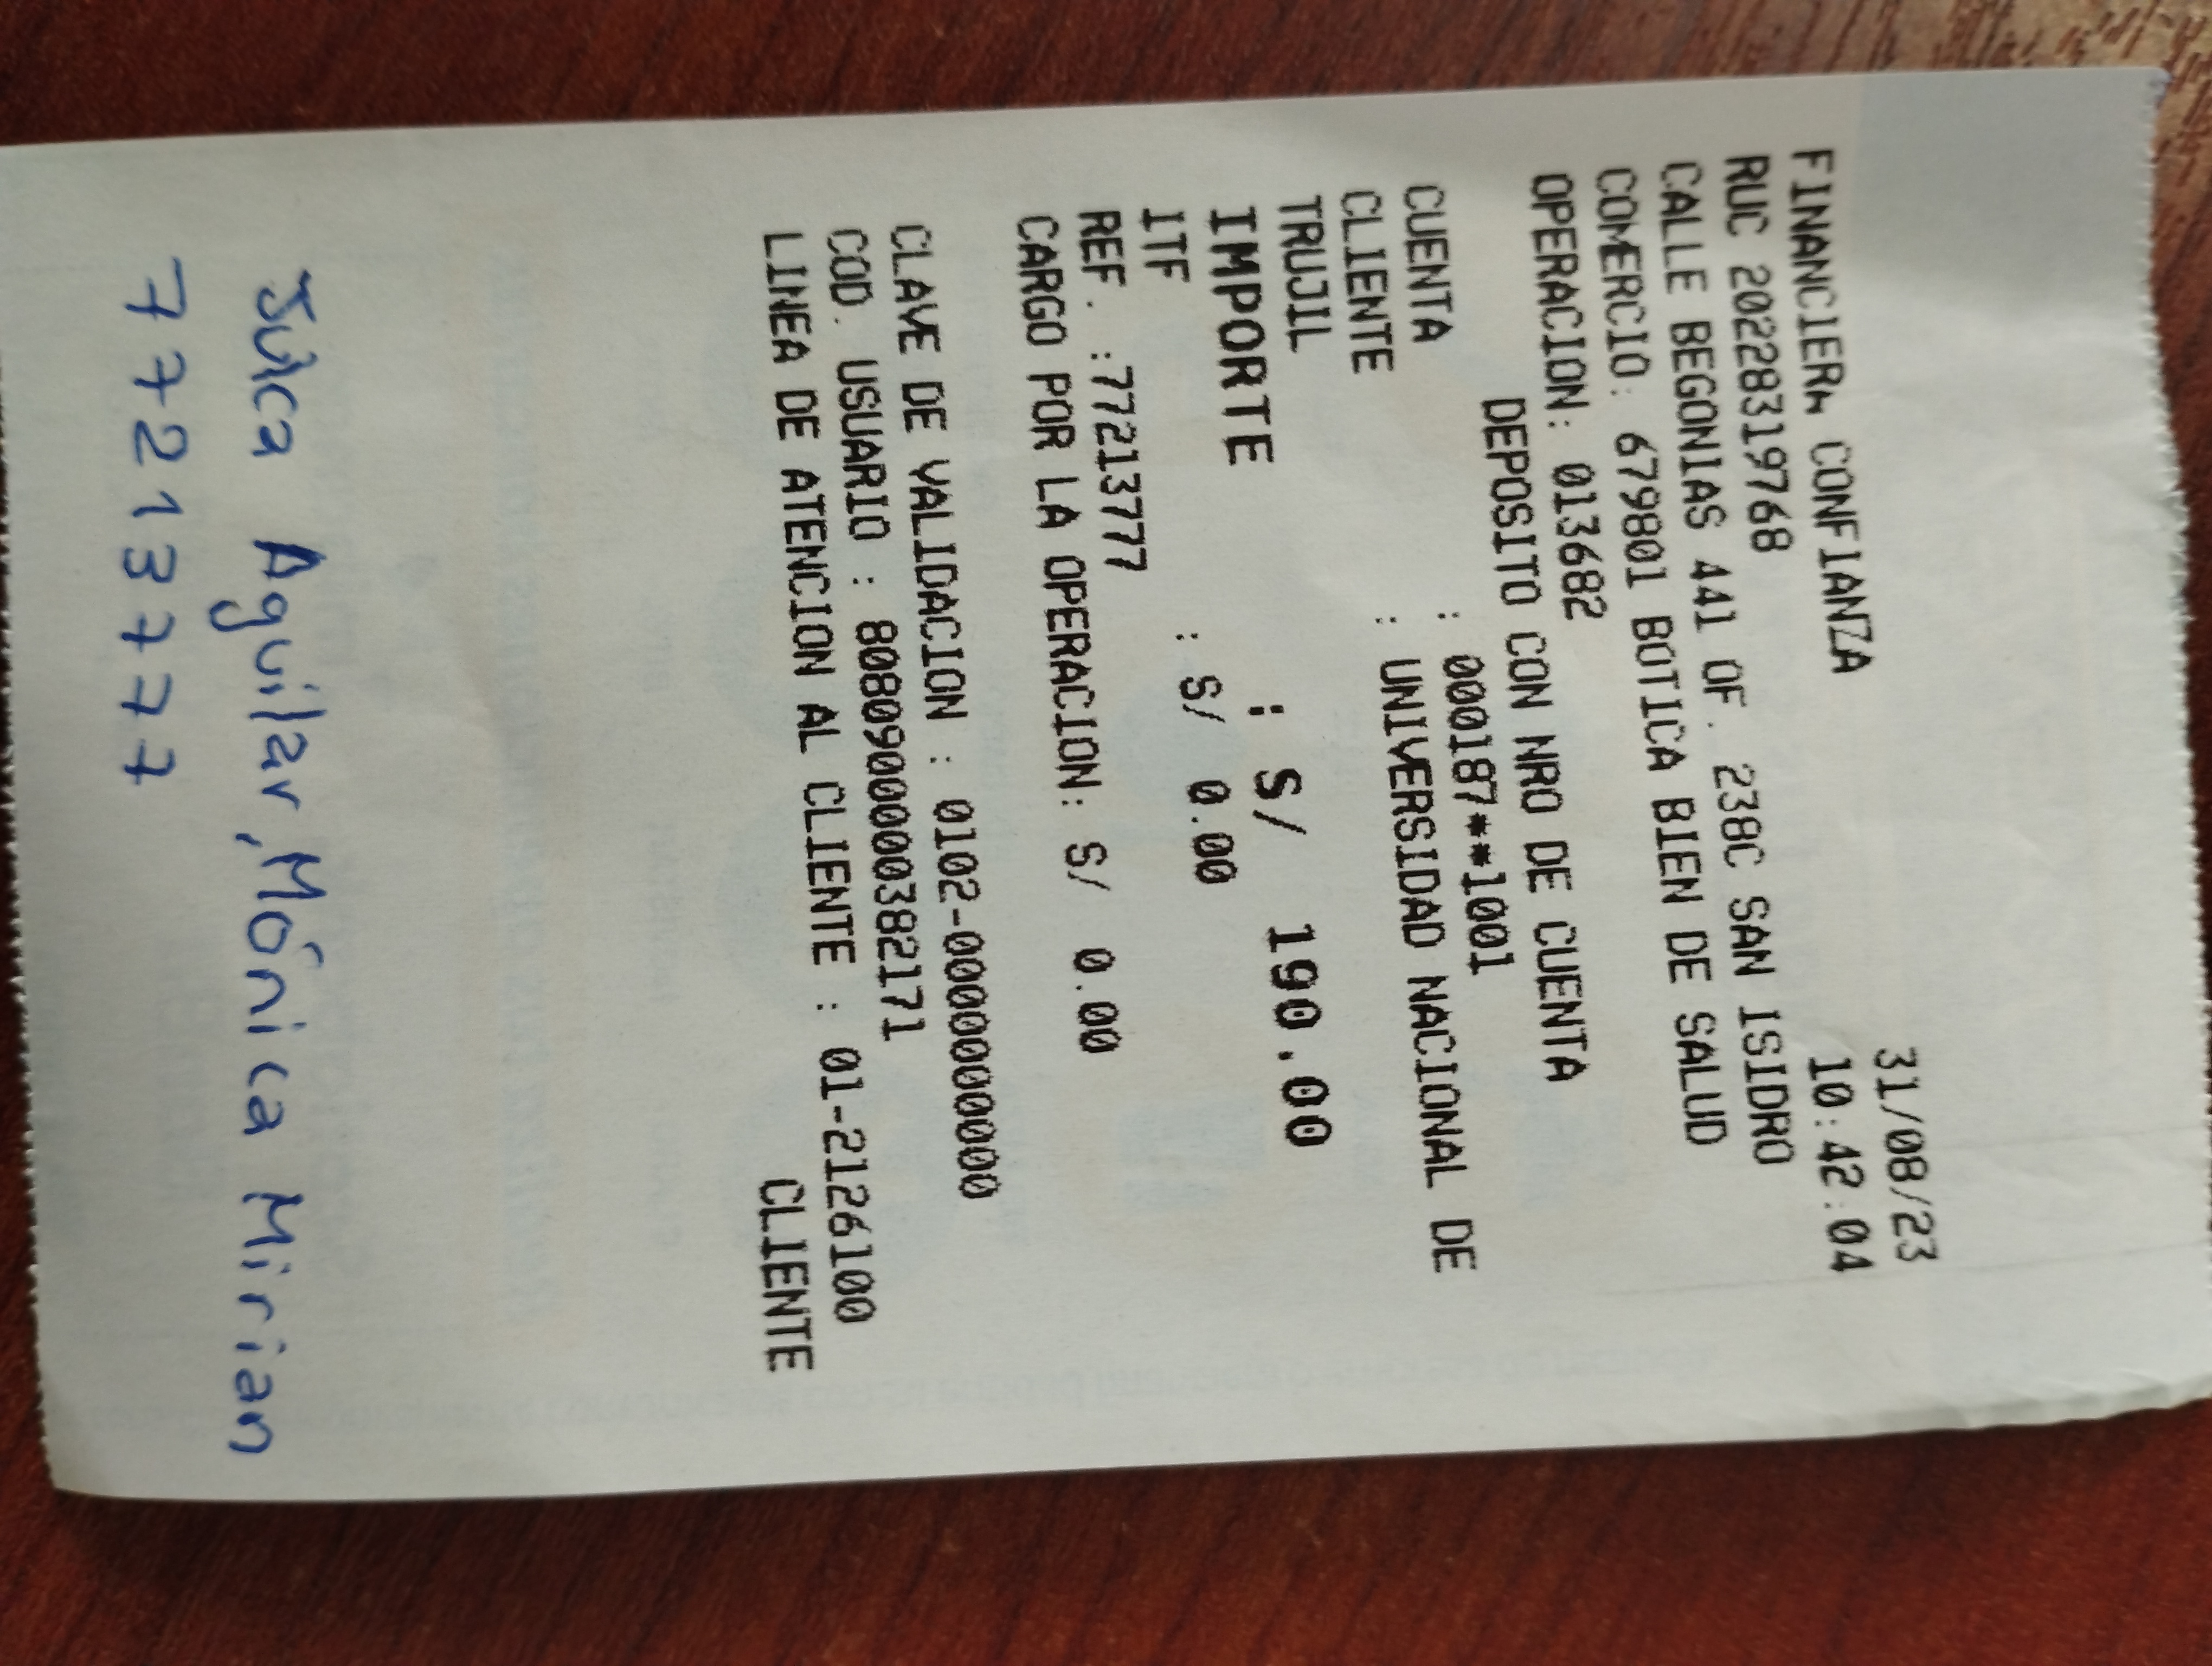 31/08/23
FINANCIERA CONFIANZA 10:42:04
RUC 20228319768
CALLE BEGONIAS 441 OF. 238C SAN ISIDRO
COMERCIO: 679801 BOTICA BIEN DE SALUD
OPERACION: 013682
DEPOSITO CON NRO DE CUENTA
CUENTA : 000187**1001
CLIENTE : UNIVERSIDAD NACIONAL DE
TRUJIL
IMPORTE : S/ 190.00
ITF : S/ 0.00
REF. :77213777
CARGO POR LA OPERACION: S/ 0.00
CLAVE DE VALIDACION : 0102-000000000000
COD. USUARIO : 8080900000382171
LINEA DE ATENCION AL CLIENTE : 01-2126100
CLIENTE
Julca Aguilar, Mónica Mirian
77213777